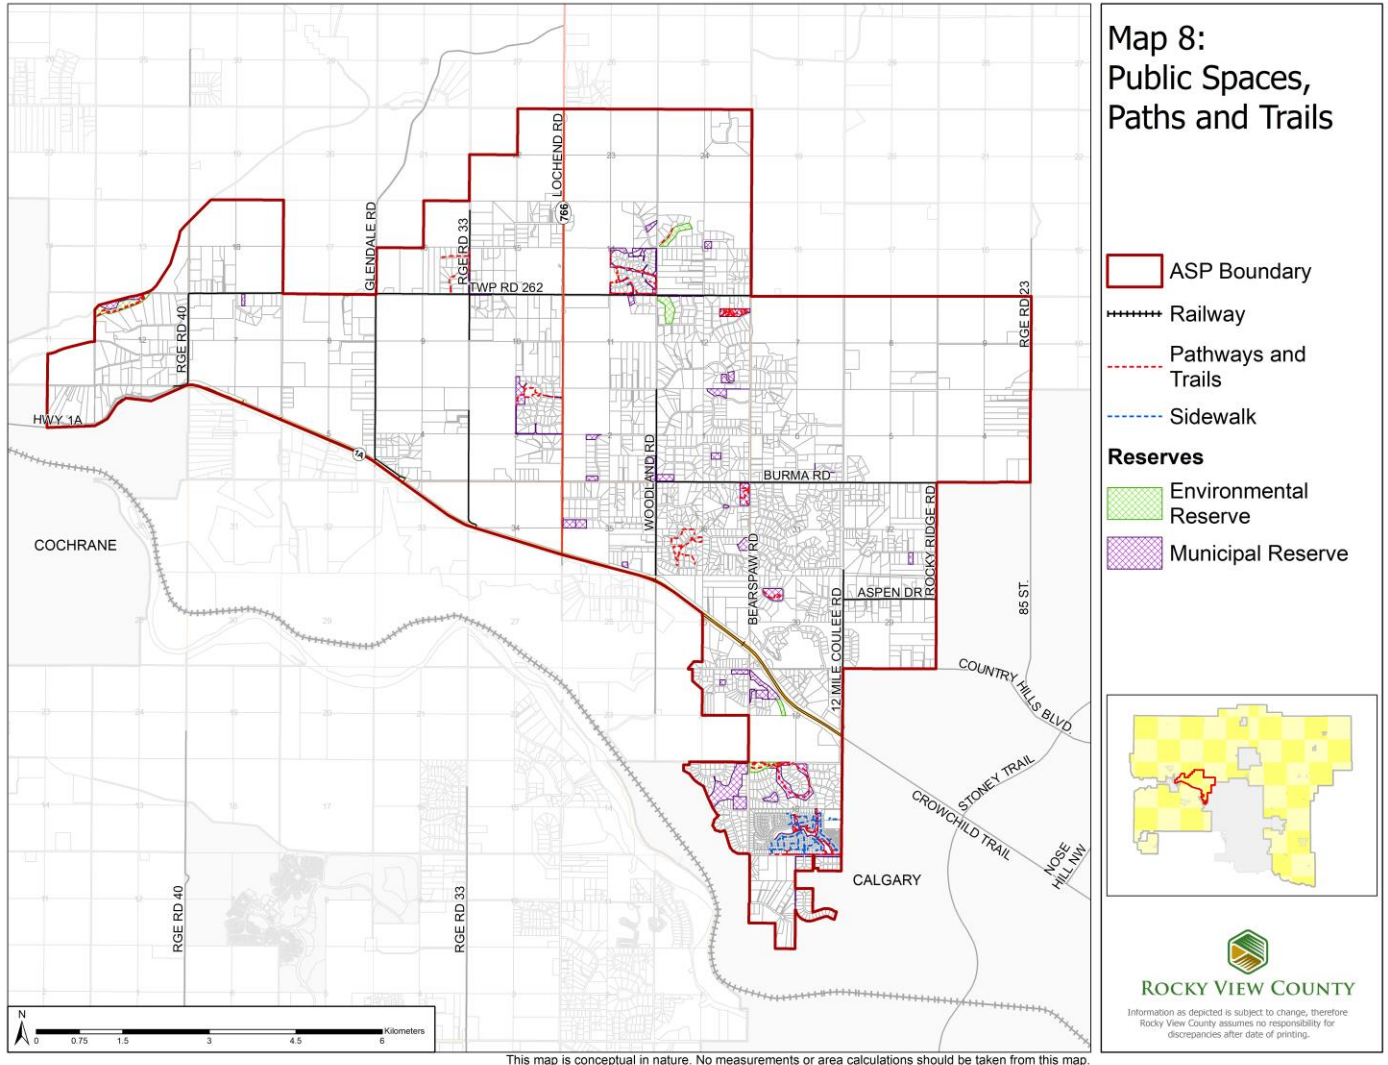 Map 8:
Public Spaces,
Paths and Trails
ASP Boundary
Railway
Pathways and
Trails
Sidewalk
Reserves
Environmental
Reserve
Municipal Reserve
ROCKY VIEW COUNTY
Information as depicted is subject to change, therefore
Rocky View County assumes no responsibility for
discrepancies after date of printing.
LOCHEND RD
766
GLENDALE RD
RGE RD 33
TWP RD 262
RGE RD 23
RGE RD 40
HWY 1A
1A
WOODLAND RD
BURMA RD
COCHRANE
BEARSPAW RD
ROCKY RIDGE RD
ASPEN DR
12 MILE COULEE RD
85 ST.
COUNTRY HILLS BLVD.
STONEY TRAIL
CROWCHILD TRAIL
NOSE
HILL NW
CALGARY
RGE RD 40
RGE RD 33
N
0 0.75 1.5 3 4.5 6
Kilometers
This map is conceptual in nature. No measurements or area calculations should be taken from this map.